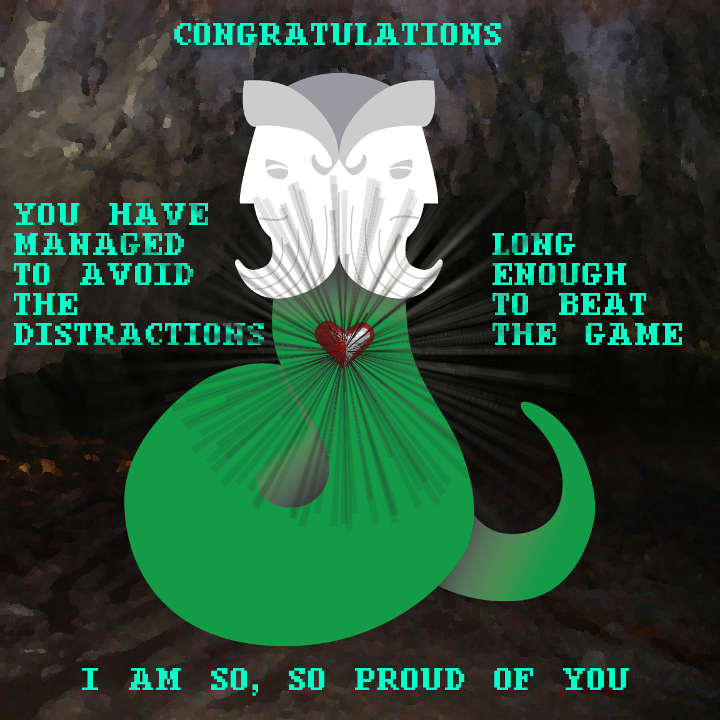 CONGRATULATIONS
YOU HAVE
MANAGED
TO AVOID
THE
DISTRACTIONS
LONG
ENOUGH
TO BEAT
THE GAME
I AM SO, SO PROUD OF YOU